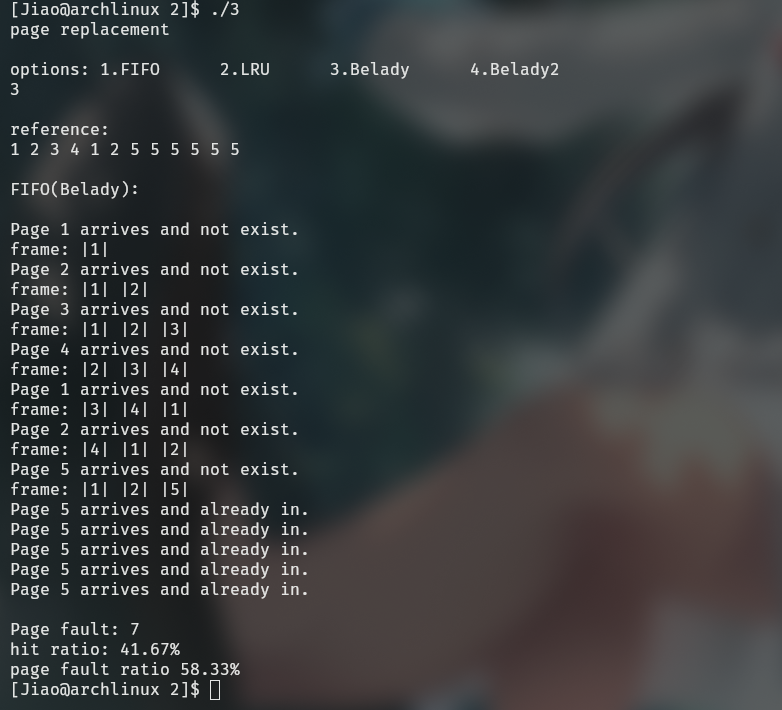 [Jiao@archlinux 2]$ ./3
page replacement
options: 1.FIFO      2.LRU      3.Belady      4.Belady2
3
reference:
1 2 3 4 1 2 5 5 5 5 5 5
FIFO(Belady):
Page 1 arrives and not exist.
frame: |1|
Page 2 arrives and not exist.
frame: |1| |2|
Page 3 arrives and not exist.
frame: |1| |2| |3|
Page 4 arrives and not exist.
frame: |2| |3| |4|
Page 1 arrives and not exist.
frame: |3| |4| |1|
Page 2 arrives and not exist.
frame: |4| |1| |2|
Page 5 arrives and not exist.
frame: |1| |2| |5|
Page 5 arrives and already in.
Page 5 arrives and already in.
Page 5 arrives and already in.
Page 5 arrives and already in.
Page 5 arrives and already in.
Page fault: 7
hit ratio: 41.67%
page fault ratio 58.33%
[Jiao@archlinux 2]$